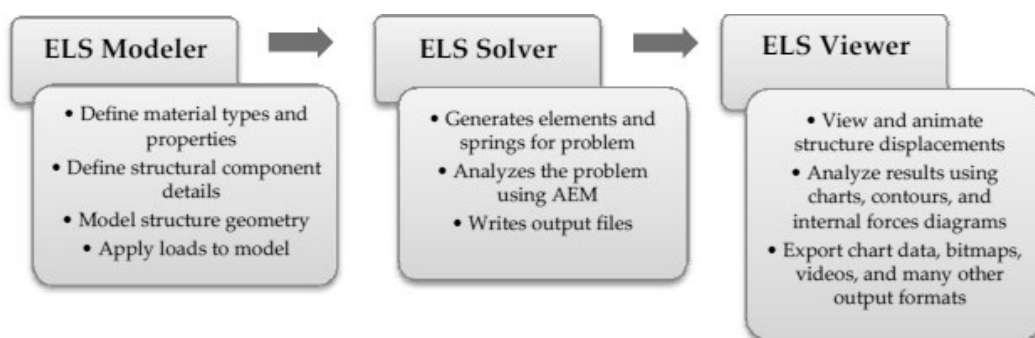 ELS Modeler
• Define material types and
properties
• Define structural component
details
• Model structure geometry
• Apply loads to model
ELS Solver
• Generates elements and
springs for problem
• Analyzes the problem
using AEM
• Writes output files
ELS Viewer
• View and animate
structure displacements
• Analyze results using
charts, contours, and
internal forces diagrams
• Export chart data, bitmaps,
videos, and many other
output formats